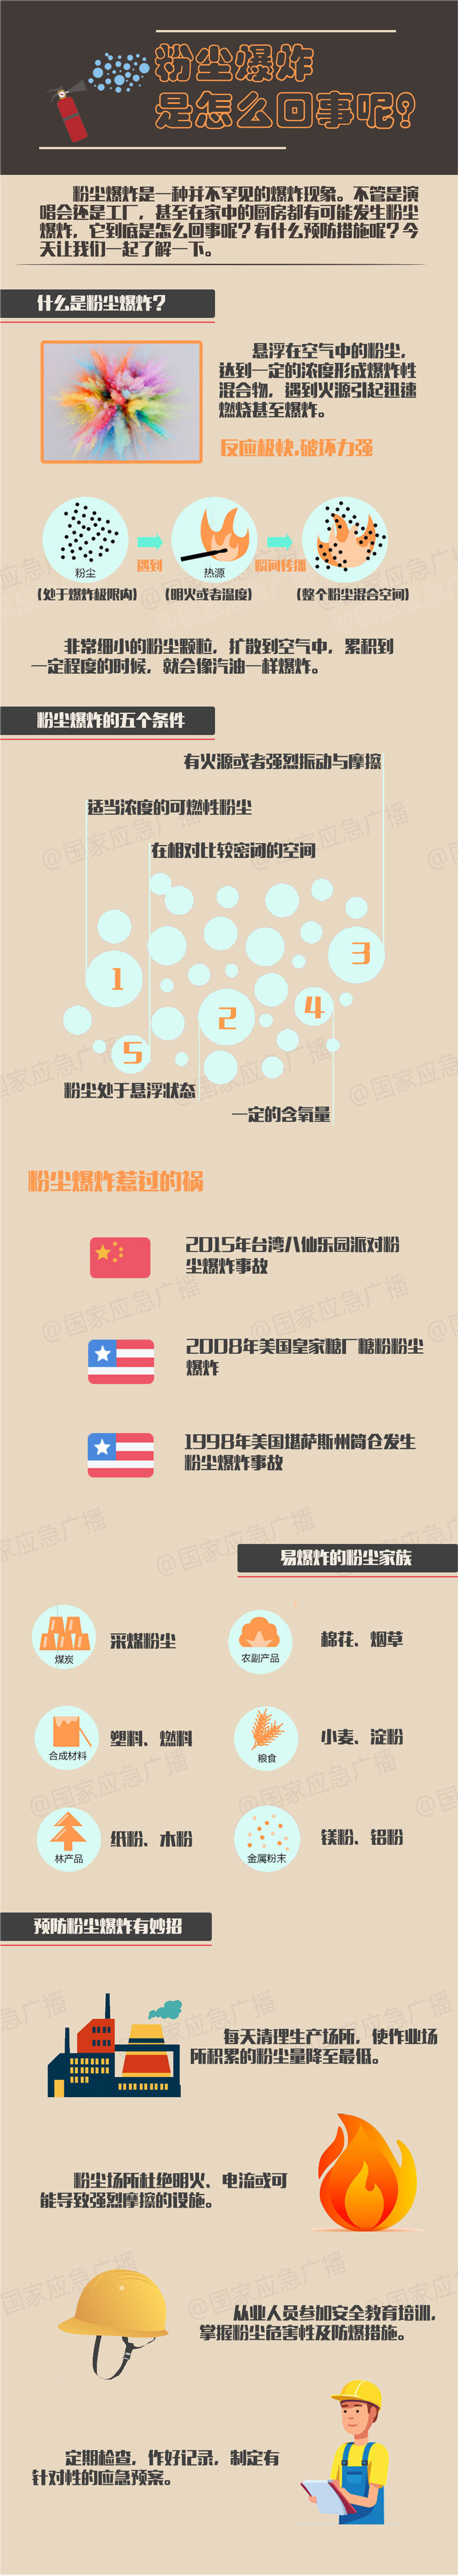 粉尘爆炸
是怎么回事呢?
粉尘爆炸是一种并不罕见的爆炸现象。不管是演
唱会还是工厂，甚至在家中的厨房都有可能发生粉尘
爆炸，它到底是怎么回事呢？有什么预防措施呢？今
天让我们一起了解一下。
什么是粉尘爆炸?
悬浮在空气中的粉尘，
达到一定的浓度形成爆炸性
混合物，遇到火源引起迅速
燃烧甚至爆炸。
反应极快,破坏力强
粉尘
遇到
热源
瞬间传播
(处于爆炸极限内)
(明火或者温度)
(整个粉尘混合空间)
非常细小的粉尘颗粒，扩散到空气中，累积到
一定程度的时候，就会像汽油一样爆炸。
粉尘爆炸的五个条件
有火源或者强烈振动与摩擦
适当浓度的可燃性粉尘
在相对比较密闭的空间
3
1
2
4
5
粉尘处于悬浮状态
一定的含氧量
粉尘爆炸惹过的祸
2015年台湾八仙乐园派对粉
尘爆炸事故
2008年美国皇家糖厂糖粉粉尘
爆炸
1998年美国堪萨斯州筒仓发生
粉尘爆炸事故
易爆炸的粉尘家族
煤炭
采煤粉尘
农副产品
棉花、烟草
合成材料
塑料、燃料
粮食
小麦、淀粉
林产品
纸粉、木粉
金属粉末
镁粉、铝粉
预防粉尘爆炸有妙招
每天清理生产场所，使作业场
所积累的粉尘量降至最低。
粉尘场所杜绝明火、电流或可
能导致强烈摩擦的设施。
从业人员参加安全教育培训，
掌握粉尘危害性及防爆措施。
定期检查，作好记录，制定有
针对性的应急预案。
@国家应急广播